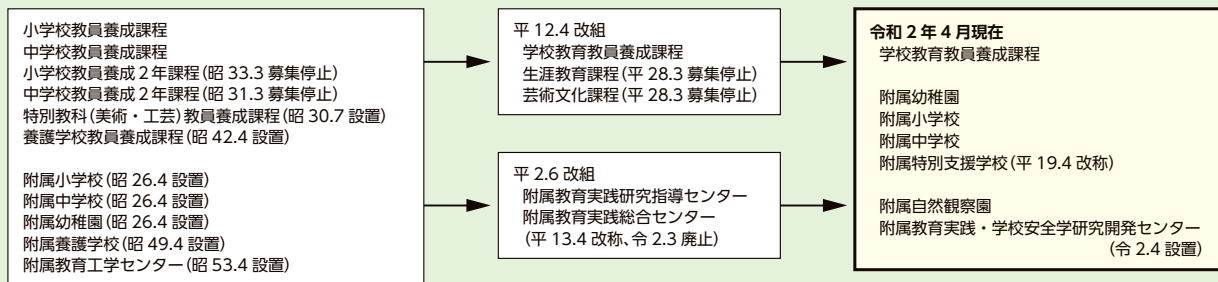 小学校教員養成課程
中学校教員養成課程
小学校教員養成２年課程(昭 33.3 募集停止)
中学校教員養成２年課程(昭 31.3 募集停止)
特別教科(美術・工芸)教員養成課程(昭 30.7 設置)
養護学校教員養成課程(昭 42.4 設置)
附属小学校(昭 26.4 設置)
附属中学校(昭 26.4 設置)
附属幼稚園(昭 26.4 設置)
附属養護学校(昭 49.4 設置)
附属教育工学センター(昭 53.4 設置)
平 12.4 改組
学校教育教員養成課程
生涯教育課程(平 28.3 募集停止)
芸術文化課程(平 28.3 募集停止)
平 2.6 改組
附属教育実践研究指導センター
附属教育実践総合センター
(平 13.4 改称、令 2.3 廃止)
令和２年４月現在
学校教育教員養成課程
附属幼稚園
附属小学校
附属中学校
附属特別支援学校(平 19.4 改称)
附属自然観察園
附属教育実践・学校安全学研究開発センター
(令 2.4 設置)